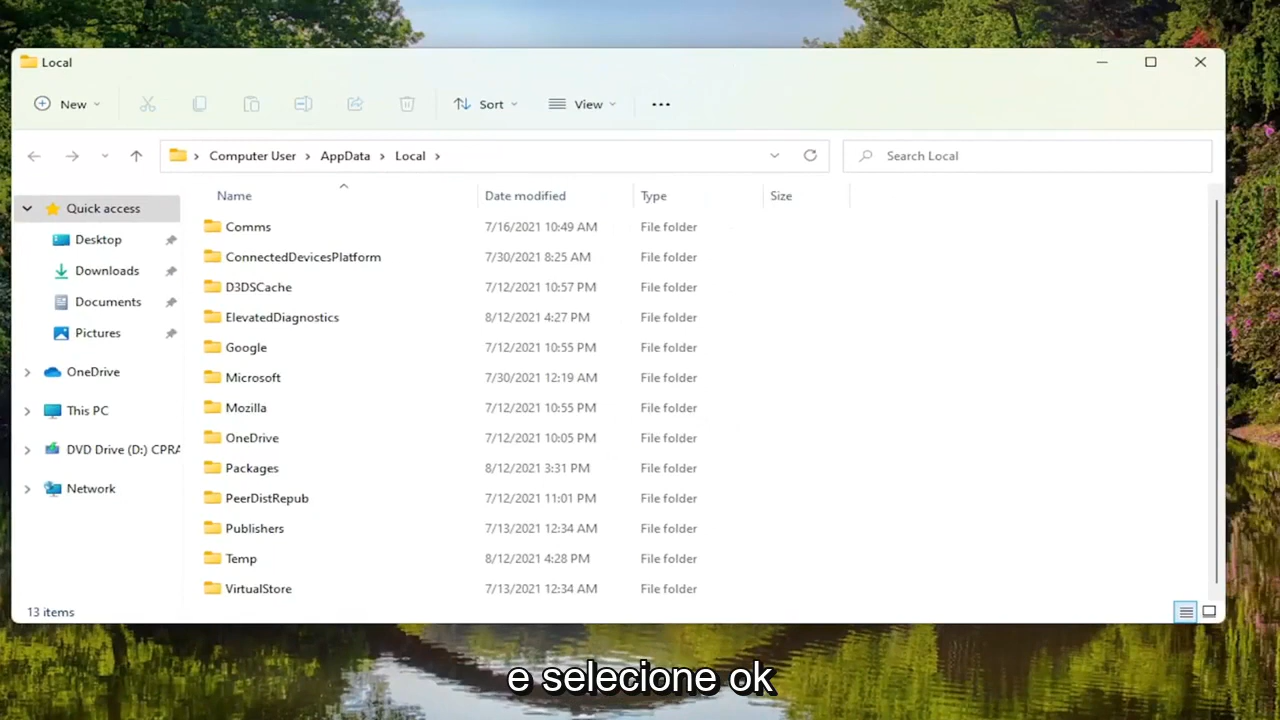 Local
New
Sort
View
Computer User
AppData
Local
Search Local
Name
Date modified
Type
Size
Quick access
Desktop
Downloads
Documents
Pictures
OneDrive
This PC
DVD Drive (D:) CPRA
Network
Comms 7/16/2021 10:49 AM File folder
ConnectedDevicesPlatform 7/30/2021 8:25 AM File folder
D3DSCache 7/12/2021 10:57 PM File folder
ElevatedDiagnostics 8/12/2021 4:27 PM File folder
Google 7/12/2021 10:55 PM File folder
Microsoft 7/30/2021 12:19 AM File folder
Mozilla 7/12/2021 10:55 PM File folder
OneDrive 7/12/2021 10:05 PM File folder
Packages 8/12/2021 3:31 PM File folder
PeerDistRepub 7/12/2021 11:01 PM File folder
Publishers 7/13/2021 12:34 AM File folder
Temp 8/12/2021 4:28 PM File folder
VirtualStore 7/13/2021 12:34 AM File folder
13 items
e selecione ok